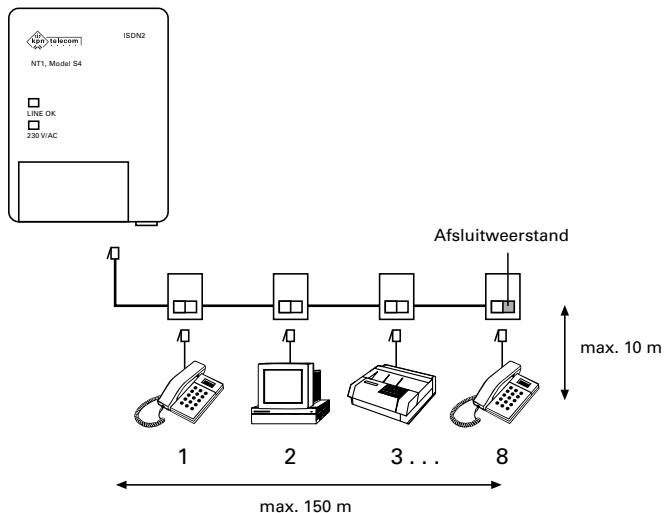 kpn telecom
ISDN2
NT1, Model S4
LINE OK
230 V/AC
Afsluitweerstand
max. 10 m
1 2 3 . . . 8
max. 150 m